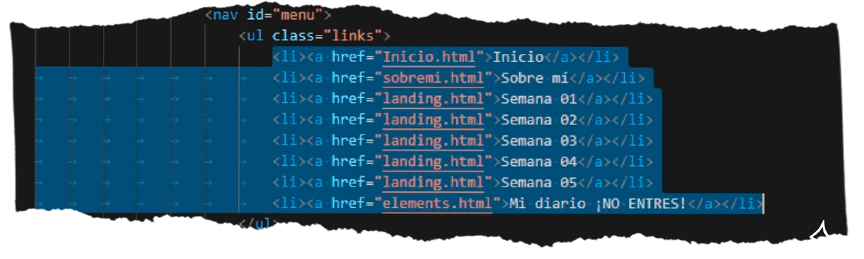 <nav id="menu">
<ul class="links">
<li><a href="Inicio.html">Inicio</a></li>
<li><a href="sobremi.html">Sobre mí</a></li>
<li><a href="landing.html">Semana 01</a></li>
<li><a href="landing.html">Semana 02</a></li>
<li><a href="landing.html">Semana 03</a></li>
<li><a href="landing.html">Semana 04</a></li>
<li><a href="landing.html">Semana 05</a></li>
<li><a href="elements.html">Mi diario ¡NO ENTRES!</a></li>
</ul>